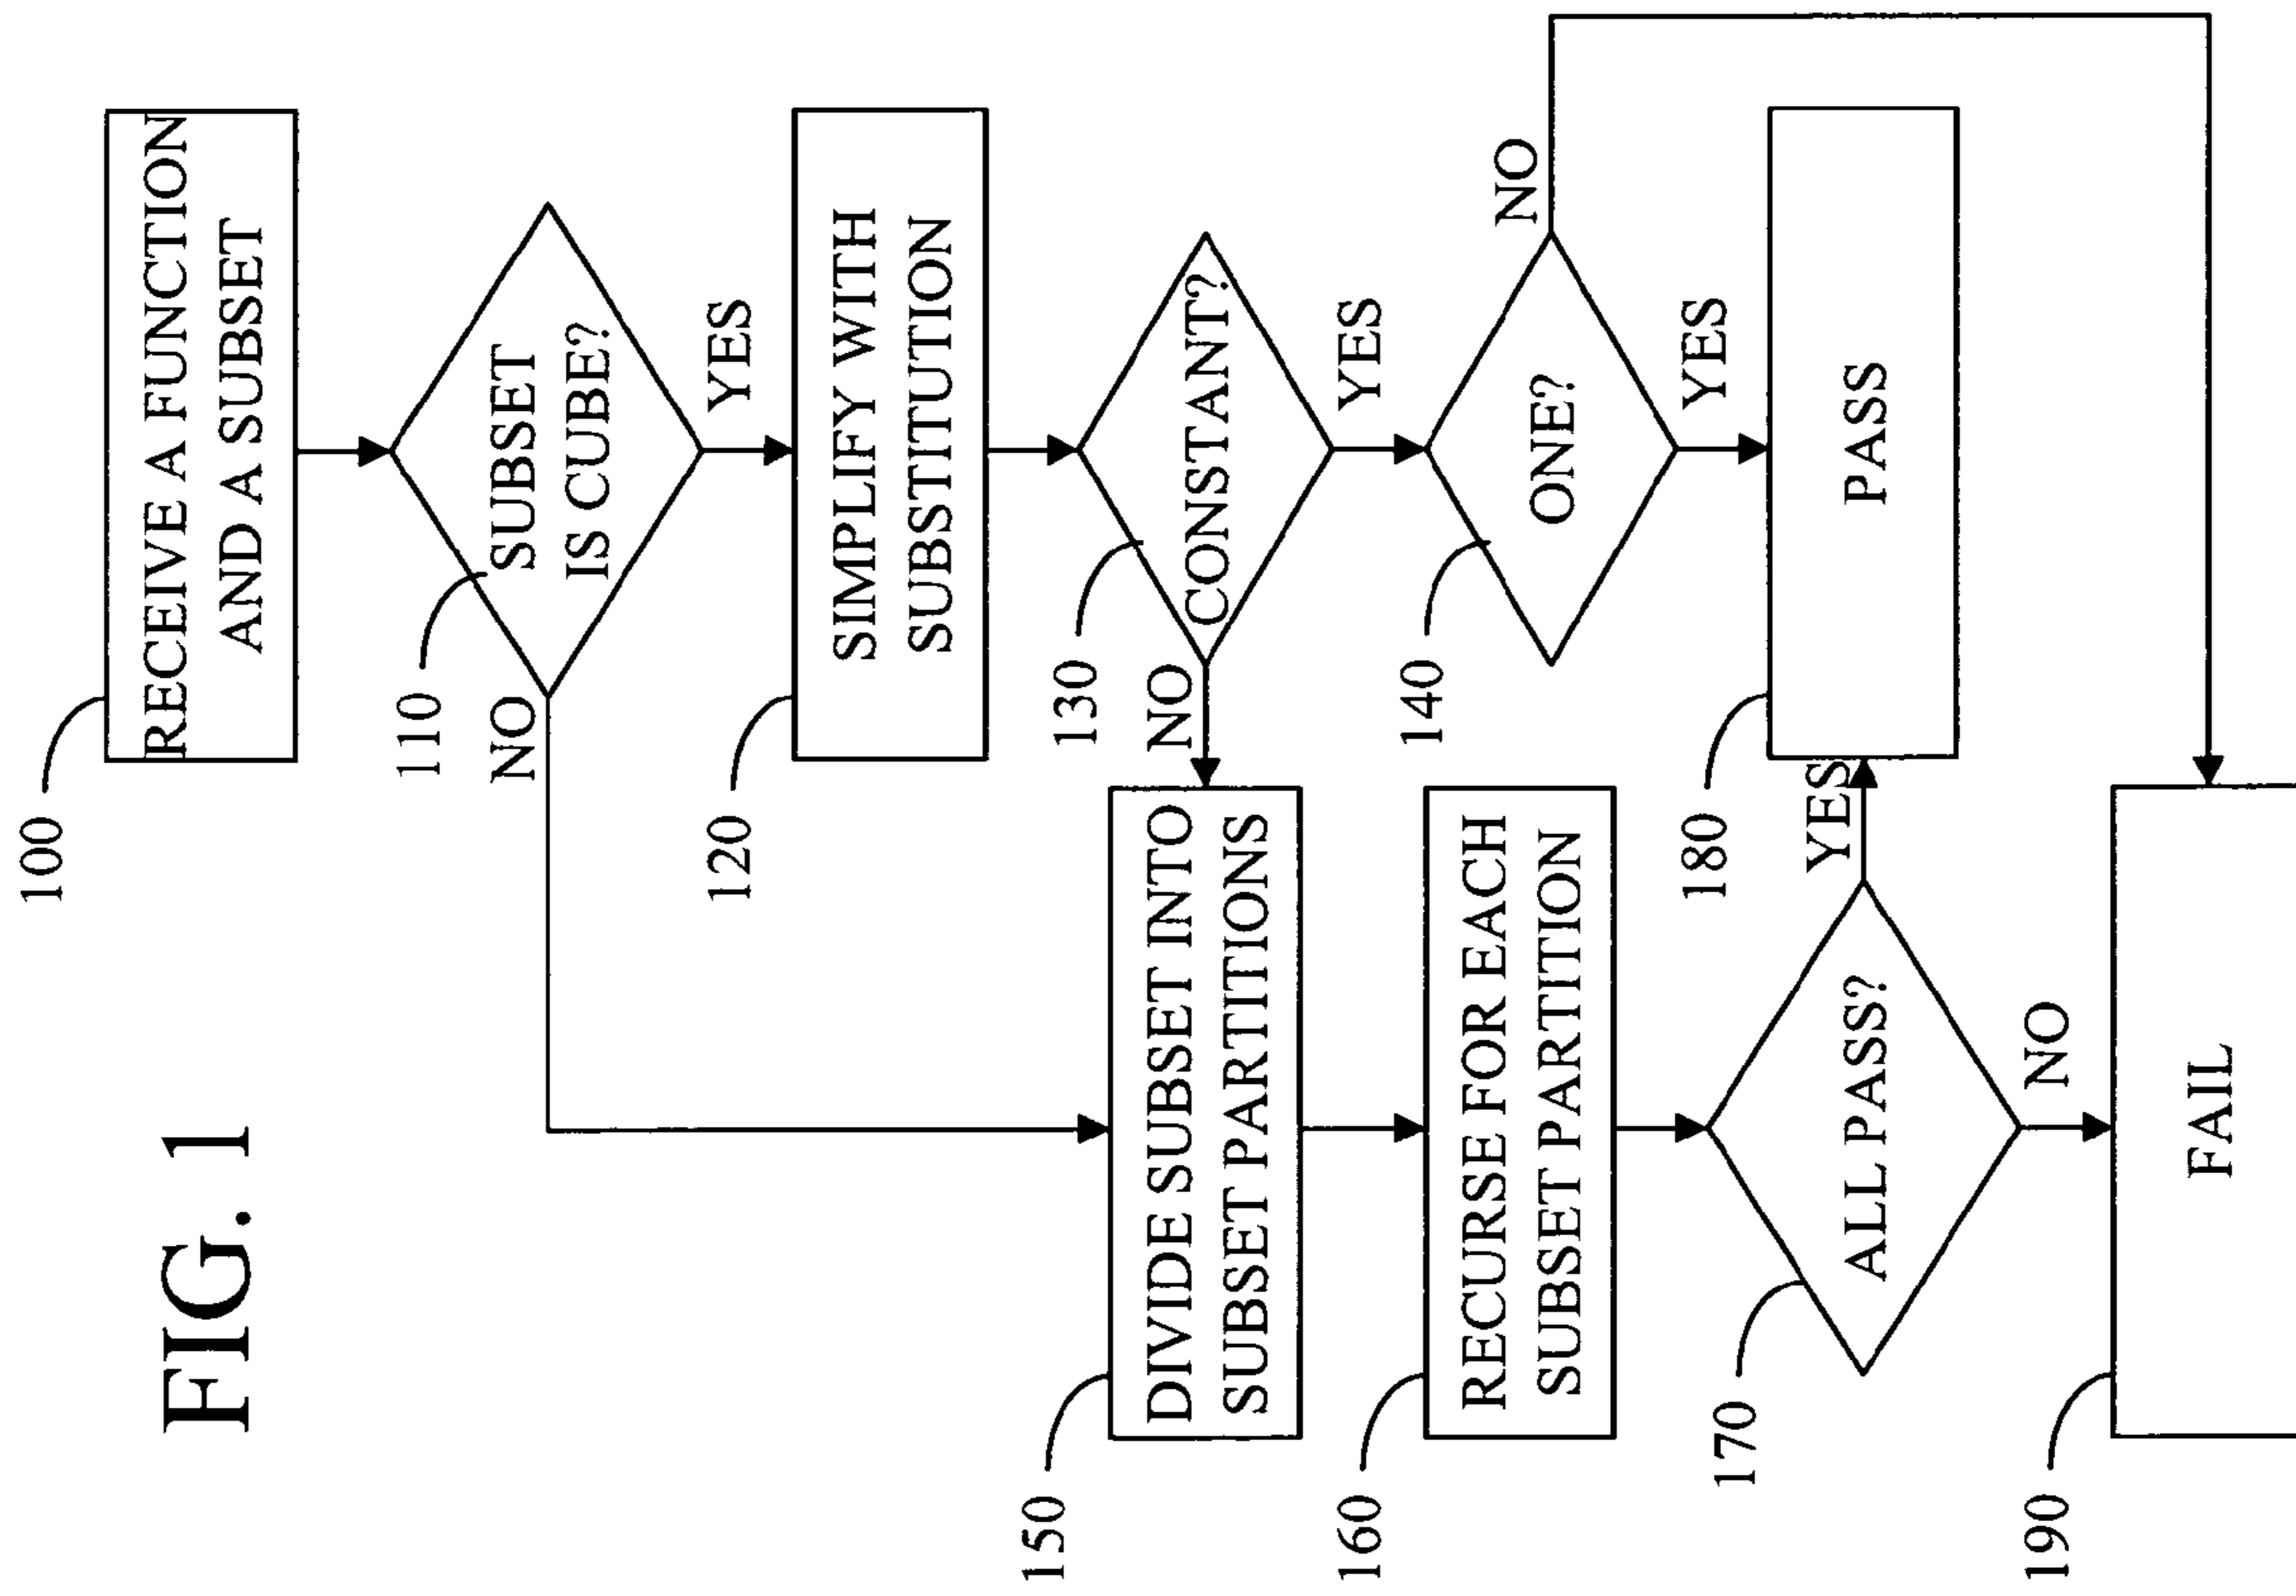 FIG. 1
100
RECEIVE A FUNCTION
AND A SUBSET
110
SUBSET
IS CUBE?
NO
YES
120
SIMPLIFY WITH
SUBSTITUTION
130
CONSTANT?
NO
YES
140
ONE?
NO
YES
150
DIVIDE SUBSET INTO
SUBSET PARTITIONS
160
RECURSE FOR EACH
SUBSET PARTITION
170
ALL PASS?
YES
NO
180
PASS
190
FAIL